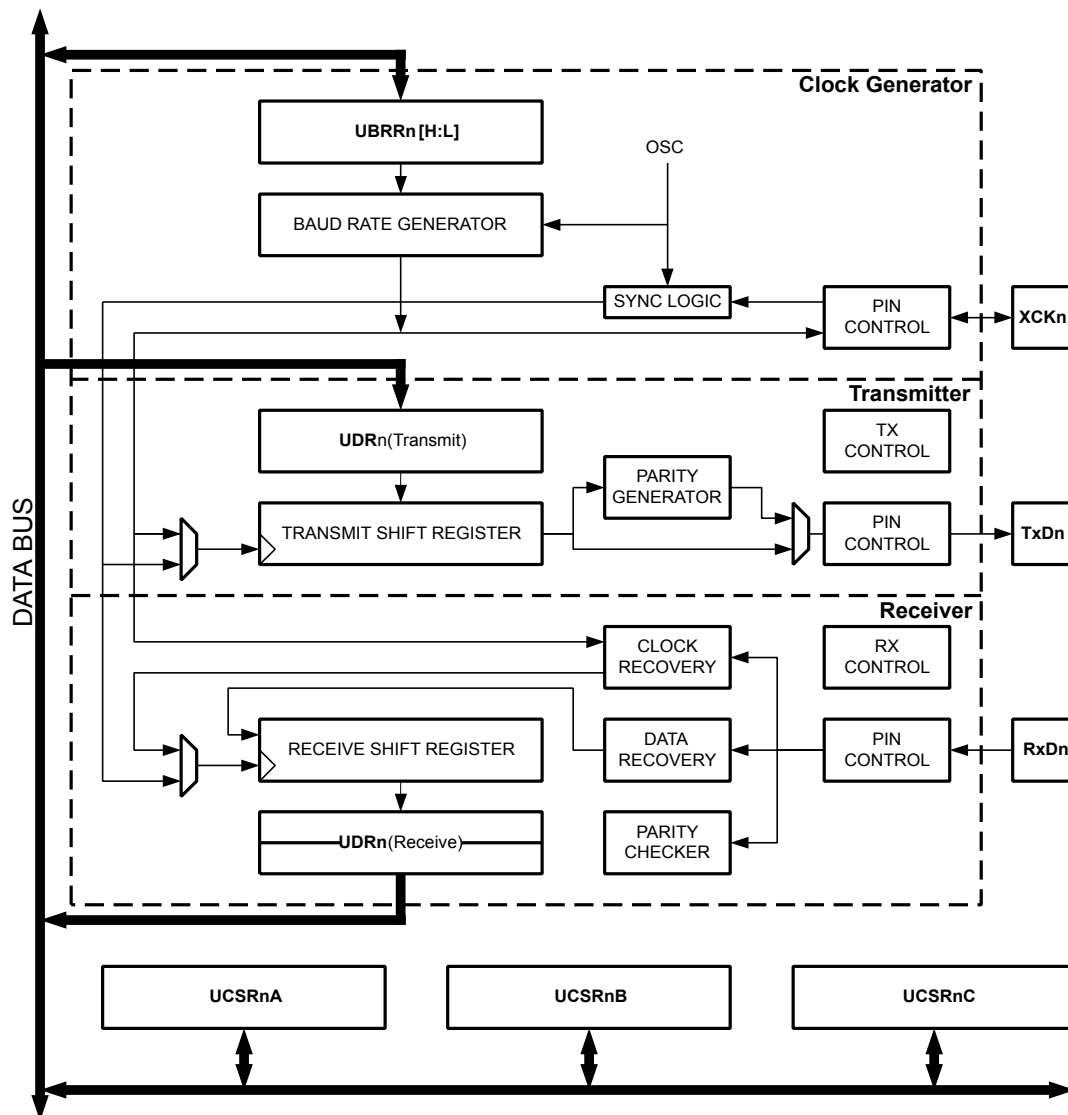 Clock Generator
UBRRn [H:L]
OSC
BAUD RATE GENERATOR
SYNC LOGIC
PIN
CONTROL
XCKn
DATA BUS
Transmitter
UDRn(Transmit)
TX
CONTROL
PARITY
GENERATOR
TRANSMIT SHIFT REGISTER
PIN
CONTROL
TxDn
Receiver
CLOCK
RECOVERY
RX
CONTROL
RECEIVE SHIFT REGISTER
DATA
RECOVERY
PIN
CONTROL
RxDn
UDRn(Receive)
PARITY
CHECKER
UCSRnA
UCSRnB
UCSRnC